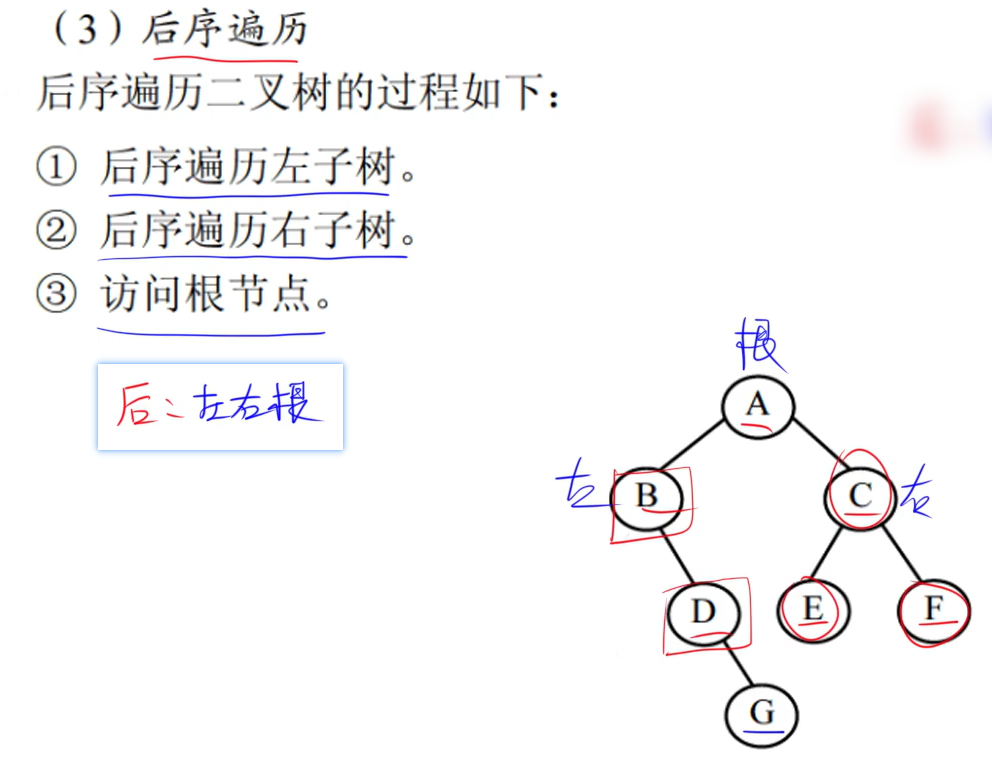 （3）后序遍历
后序遍历二叉树的过程如下：
① 后序遍历左子树。
② 后序遍历右子树。
③ 访问根节点。
后：左右根
根
A
左 B C 右
D E F
G